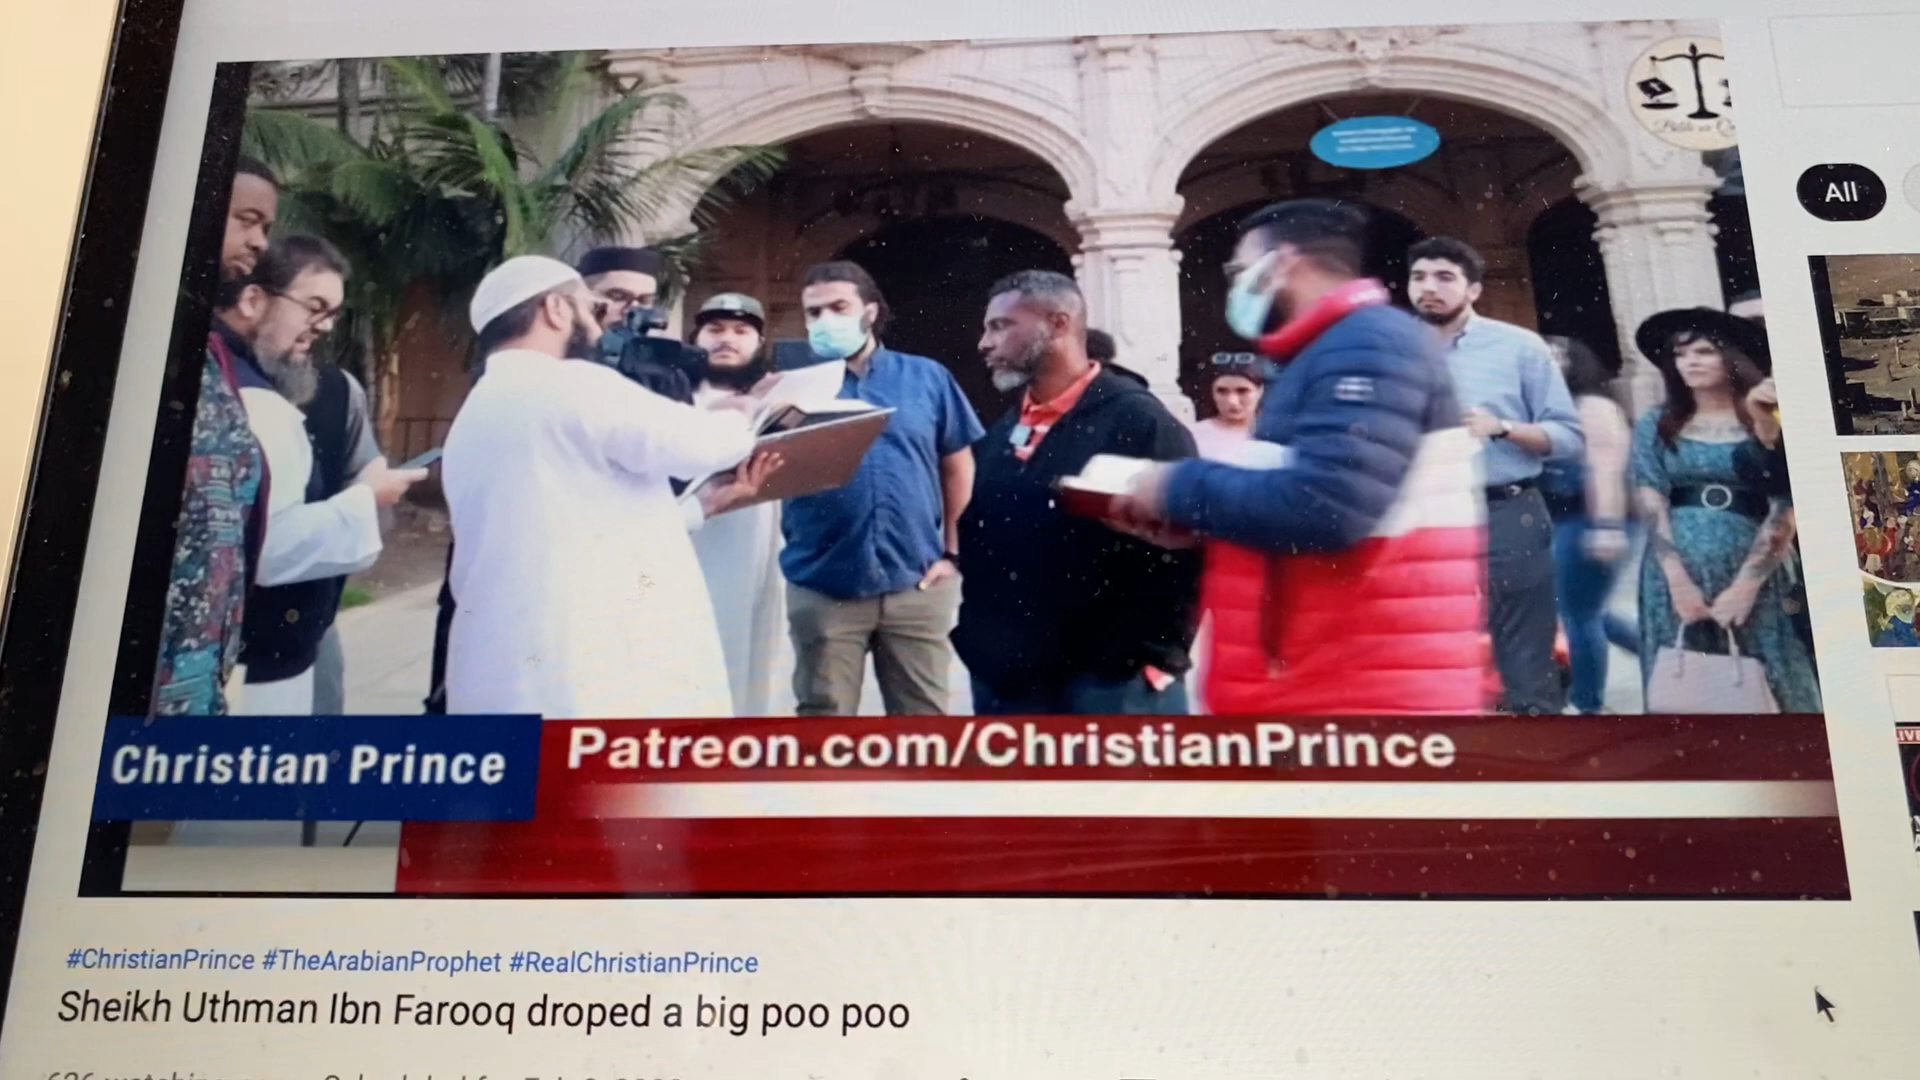 All
Christian Prince
Patreon.com/ChristianPrince
#ChristianPrince #TheArabianProphet #RealChristianPrince
Sheikh Uthman Ibn Farooq droped a big poo poo